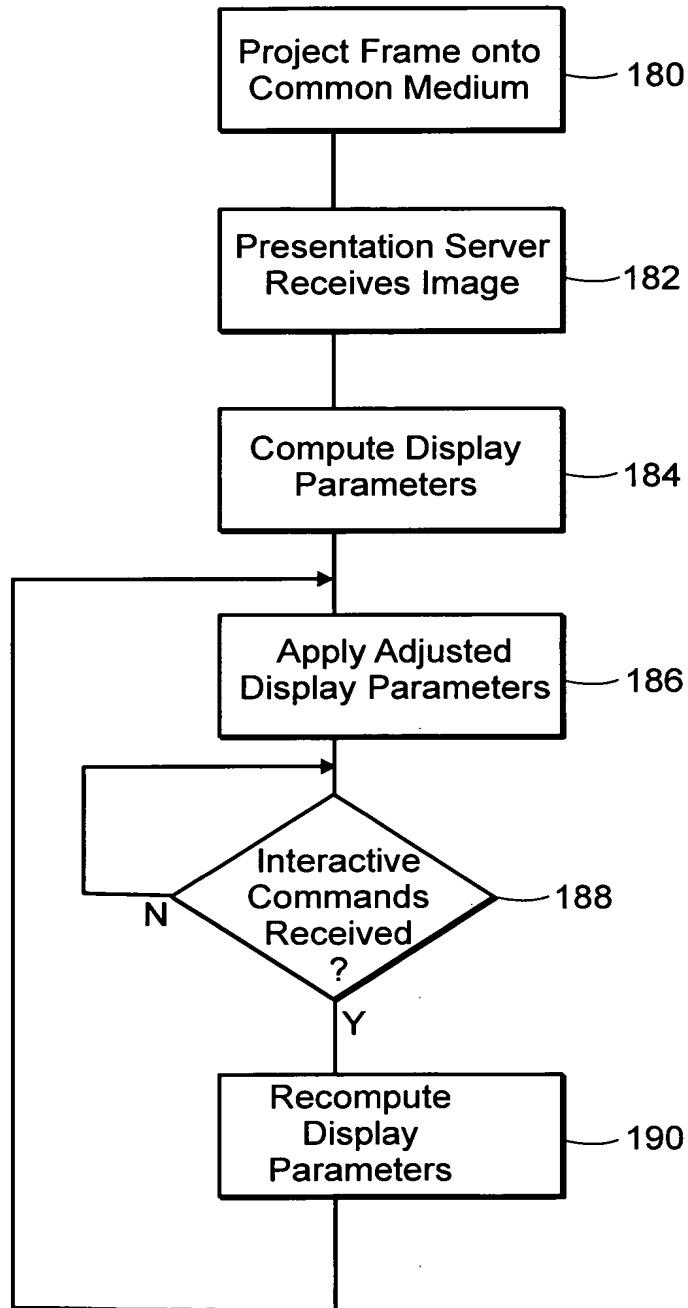 Project Frame onto
Common Medium
180
Presentation Server
Receives Image
182
Compute Display
Parameters
184
Apply Adjusted
Display Parameters
186
Interactive
Commands
Received
?
188
N
Y
Recompute
Display
Parameters
190